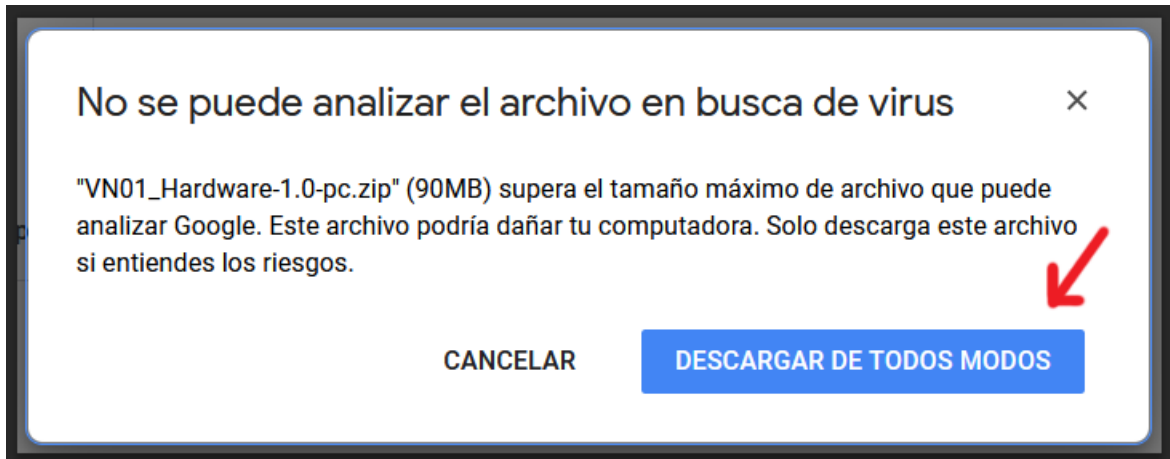 No se puede analizar el archivo en busca de virus
"VN01_Hardware-1.0-pc.zip" (90MB) supera el tamaño máximo de archivo que puede
analizar Google. Este archivo podría dañar tu computadora. Solo descarga este archivo
si entiendes los riesgos.
CANCELAR DESCARGAR DE TODOS MODOS